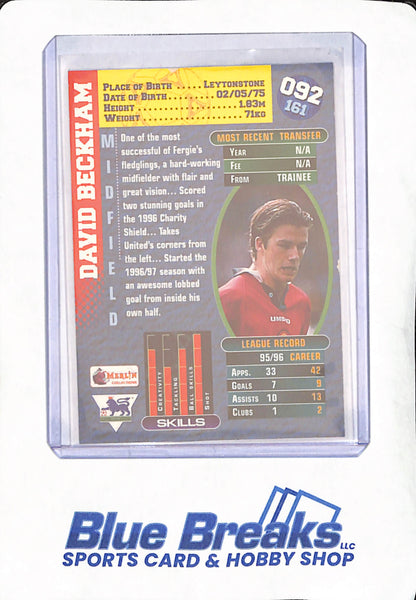 PLACE OF BIRTH . . . . LEYTONSTONE
DATE OF BIRTH . . . . . . 02/05/75
HEIGHT . . . . . . . . . . . . . 1.83M
WEIGHT . . . . . . . . . . . . . 71KG
092
161
DAVID BECKHAM
MIDFIELD
One of the most
successful of Fergie's
fledglings, a hard-working
midfielder with flair and
great vision... Scored
two stunning goals in
the 1996 Charity
Shield... Takes
United's corners from
the left... Started the
1996/97 season with
an awesome lobbed
goal from inside his
own half.
MOST RECENT TRANSFER
YEAR N/A
FEE N/A
FROM TRAINEE
UMBRO
LEAGUE RECORD
95/96 CAREER
APPS. 33 42
GOALS 7 9
ASSISTS 10 13
CLUBS 1 2
MERLIN
COLLECTIONS
CREATIVITY
TACKLING
BALL SKILLS
SHOT
SKILLS
Blue Breaks LLC
SPORTS CARD & HOBBY SHOP